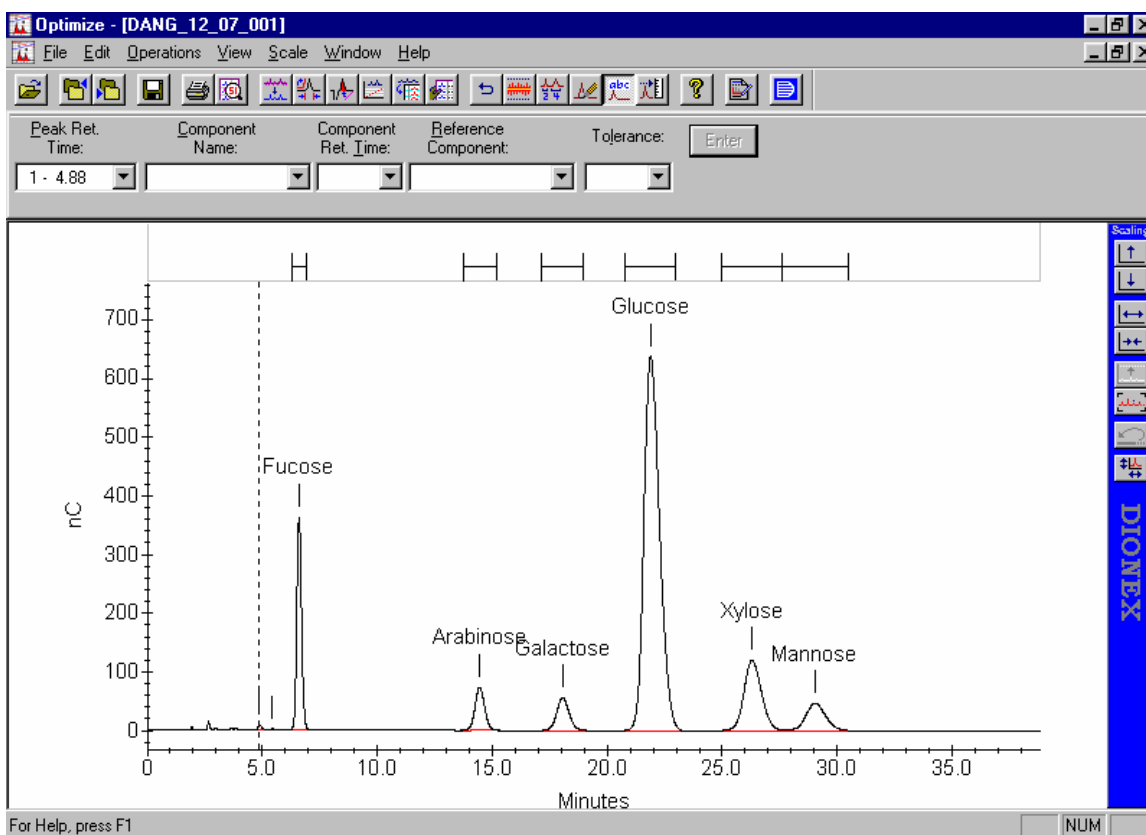 Optimize - [DANG_12_07_001]
File Edit Operations View Scale Window Help
SI abc
Peak Ret. Time: Component Name: Component Ret. Time: Reference Component: Tolerance: Enter
1 - 4.88
Scaling
Glucose
700
600
500
Fucose
400
nC
300
200
Xylose
Arabinose
Galactose
Mannose
100
0
0 5.0 10.0 15.0 20.0 25.0 30.0 35.0
Minutes
DIONEX
For Help, press F1 NUM